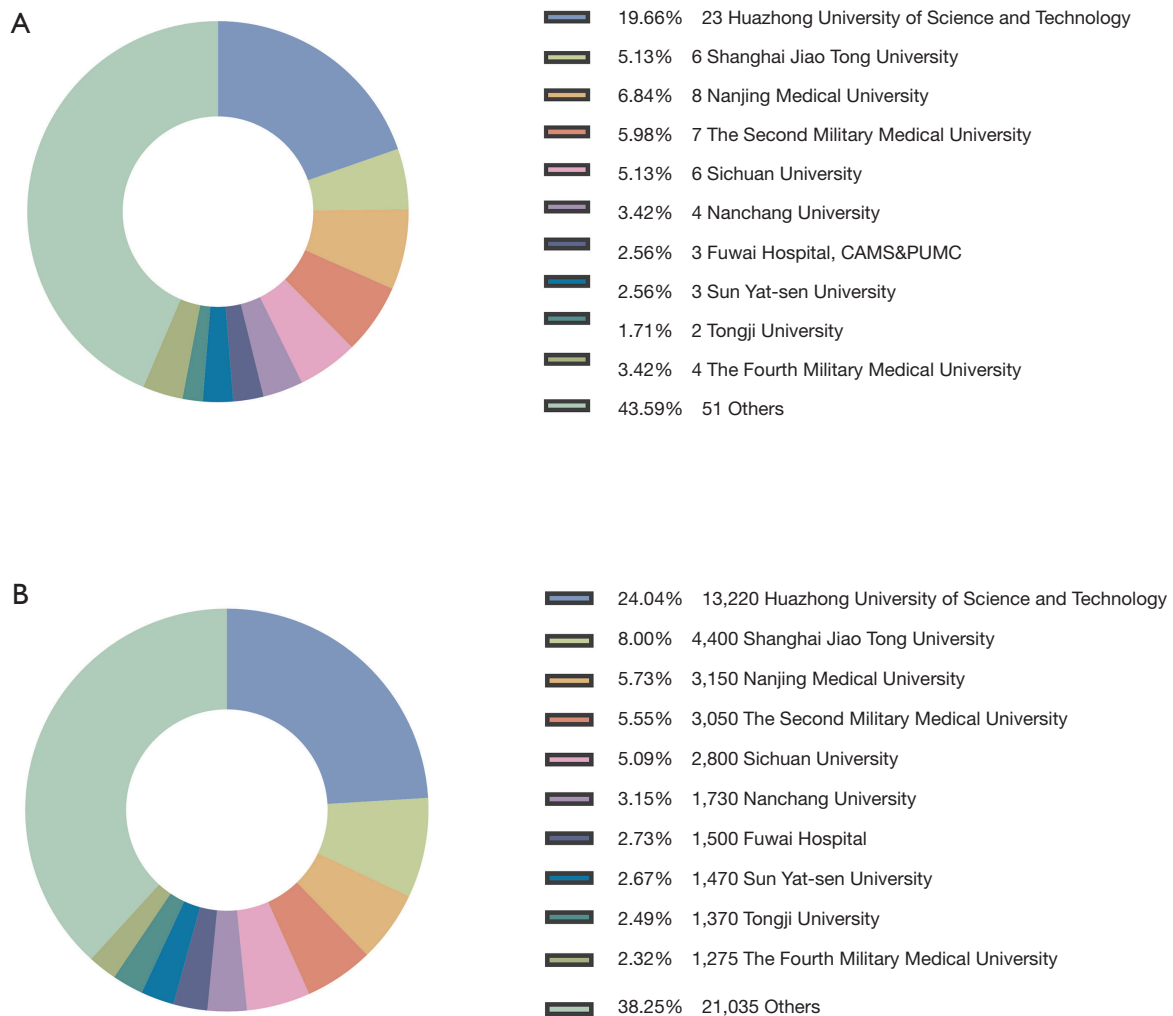 A
19.66% 23 Huazhong University of Science and Technology
5.13% 6 Shanghai Jiao Tong University
6.84% 8 Nanjing Medical University
5.98% 7 The Second Military Medical University
5.13% 6 Sichuan University
3.42% 4 Nanchang University
2.56% 3 Fuwai Hospital, CAMS&PUMC
2.56% 3 Sun Yat-sen University
1.71% 2 Tongji University
3.42% 4 The Fourth Military Medical University
43.59% 51 Others
B
24.04% 13,220 Huazhong University of Science and Technology
8.00% 4,400 Shanghai Jiao Tong University
5.73% 3,150 Nanjing Medical University
5.55% 3,050 The Second Military Medical University
5.09% 2,800 Sichuan University
3.15% 1,730 Nanchang University
2.73% 1,500 Fuwai Hospital
2.67% 1,470 Sun Yat-sen University
2.49% 1,370 Tongji University
2.32% 1,275 The Fourth Military Medical University
38.25% 21,035 Others